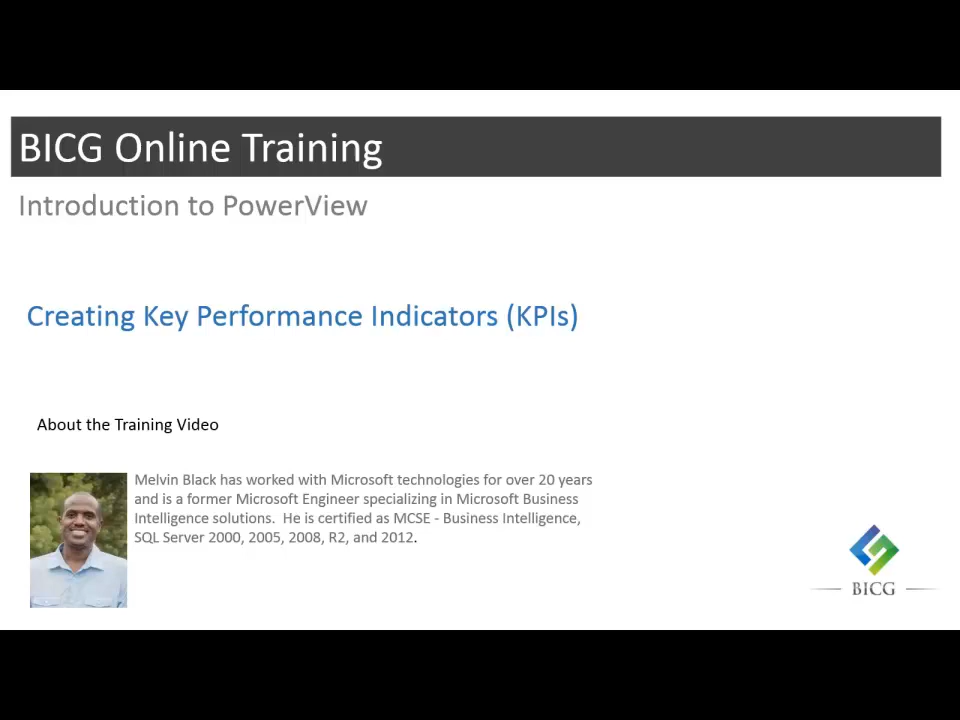 BICG Online Training
Introduction to PowerView
Creating Key Performance Indicators (KPIs)
About the Training Video
Melvin Black has worked with Microsoft technologies for over 20 years
and is a former Microsoft Engineer specializing in Microsoft Business
Intelligence solutions.  He is certified as MCSE - Business Intelligence,
SQL Server 2000, 2005, 2008, R2, and 2012.
BICG